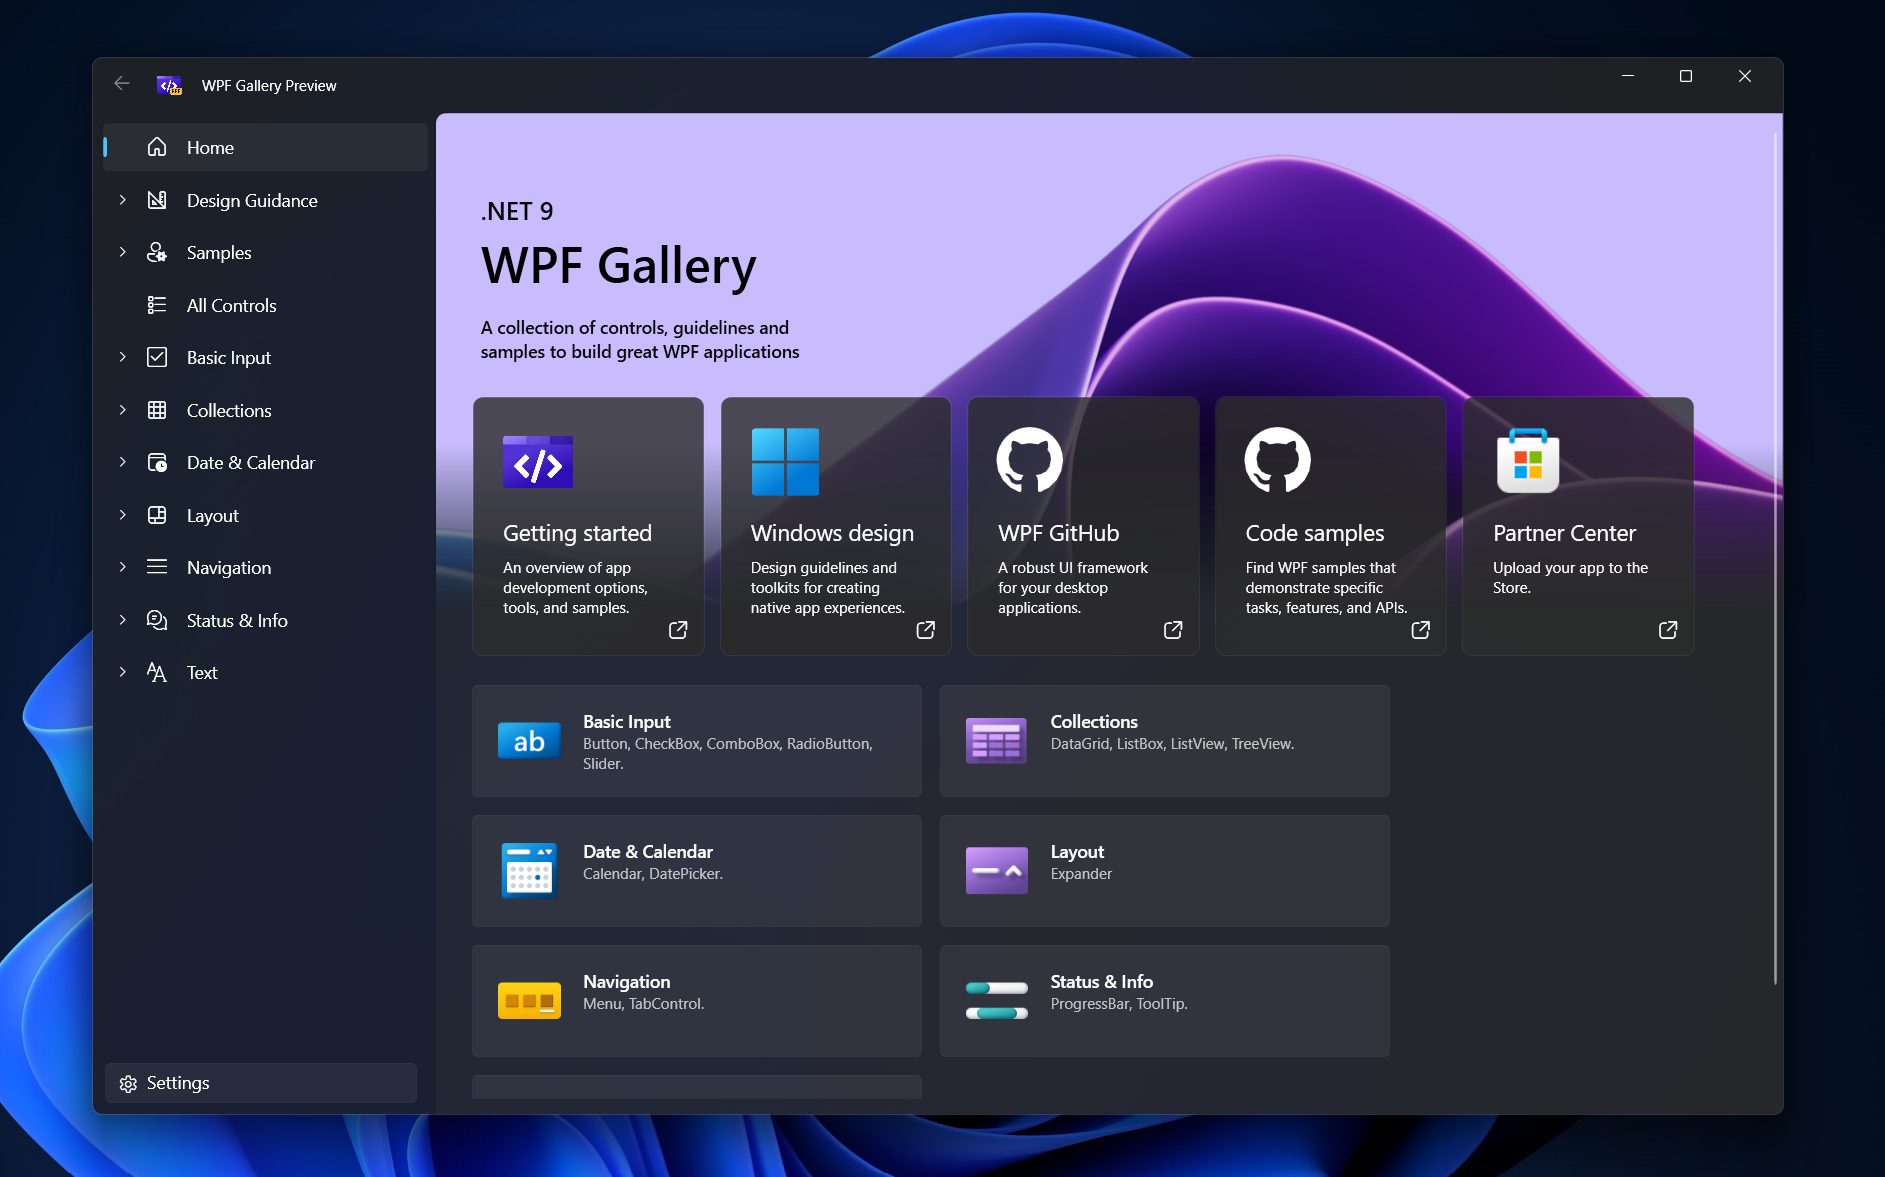 WPF Gallery Preview
Home
Design Guidance
Samples
All Controls
Basic Input
Collections
Date & Calendar
Layout
Navigation
Status & Info
Text
Settings
.NET 9
WPF Gallery
A collection of controls, guidelines and
samples to build great WPF applications
Getting started
An overview of app
development options,
tools, and samples.
Windows design
Design guidelines and
toolkits for creating
native app experiences.
WPF GitHub
A robust UI framework
for your desktop
applications.
Code samples
Find WPF samples that
demonstrate specific
tasks, features, and APIs.
Partner Center
Upload your app to the
Store.
ab
Basic Input
Button, CheckBox, ComboBox, RadioButton,
Slider.
Collections
DataGrid, ListBox, ListView, TreeView.
Date & Calendar
Calendar, DatePicker.
Layout
Expander
Navigation
Menu, TabControl.
Status & Info
ProgressBar, ToolTip.